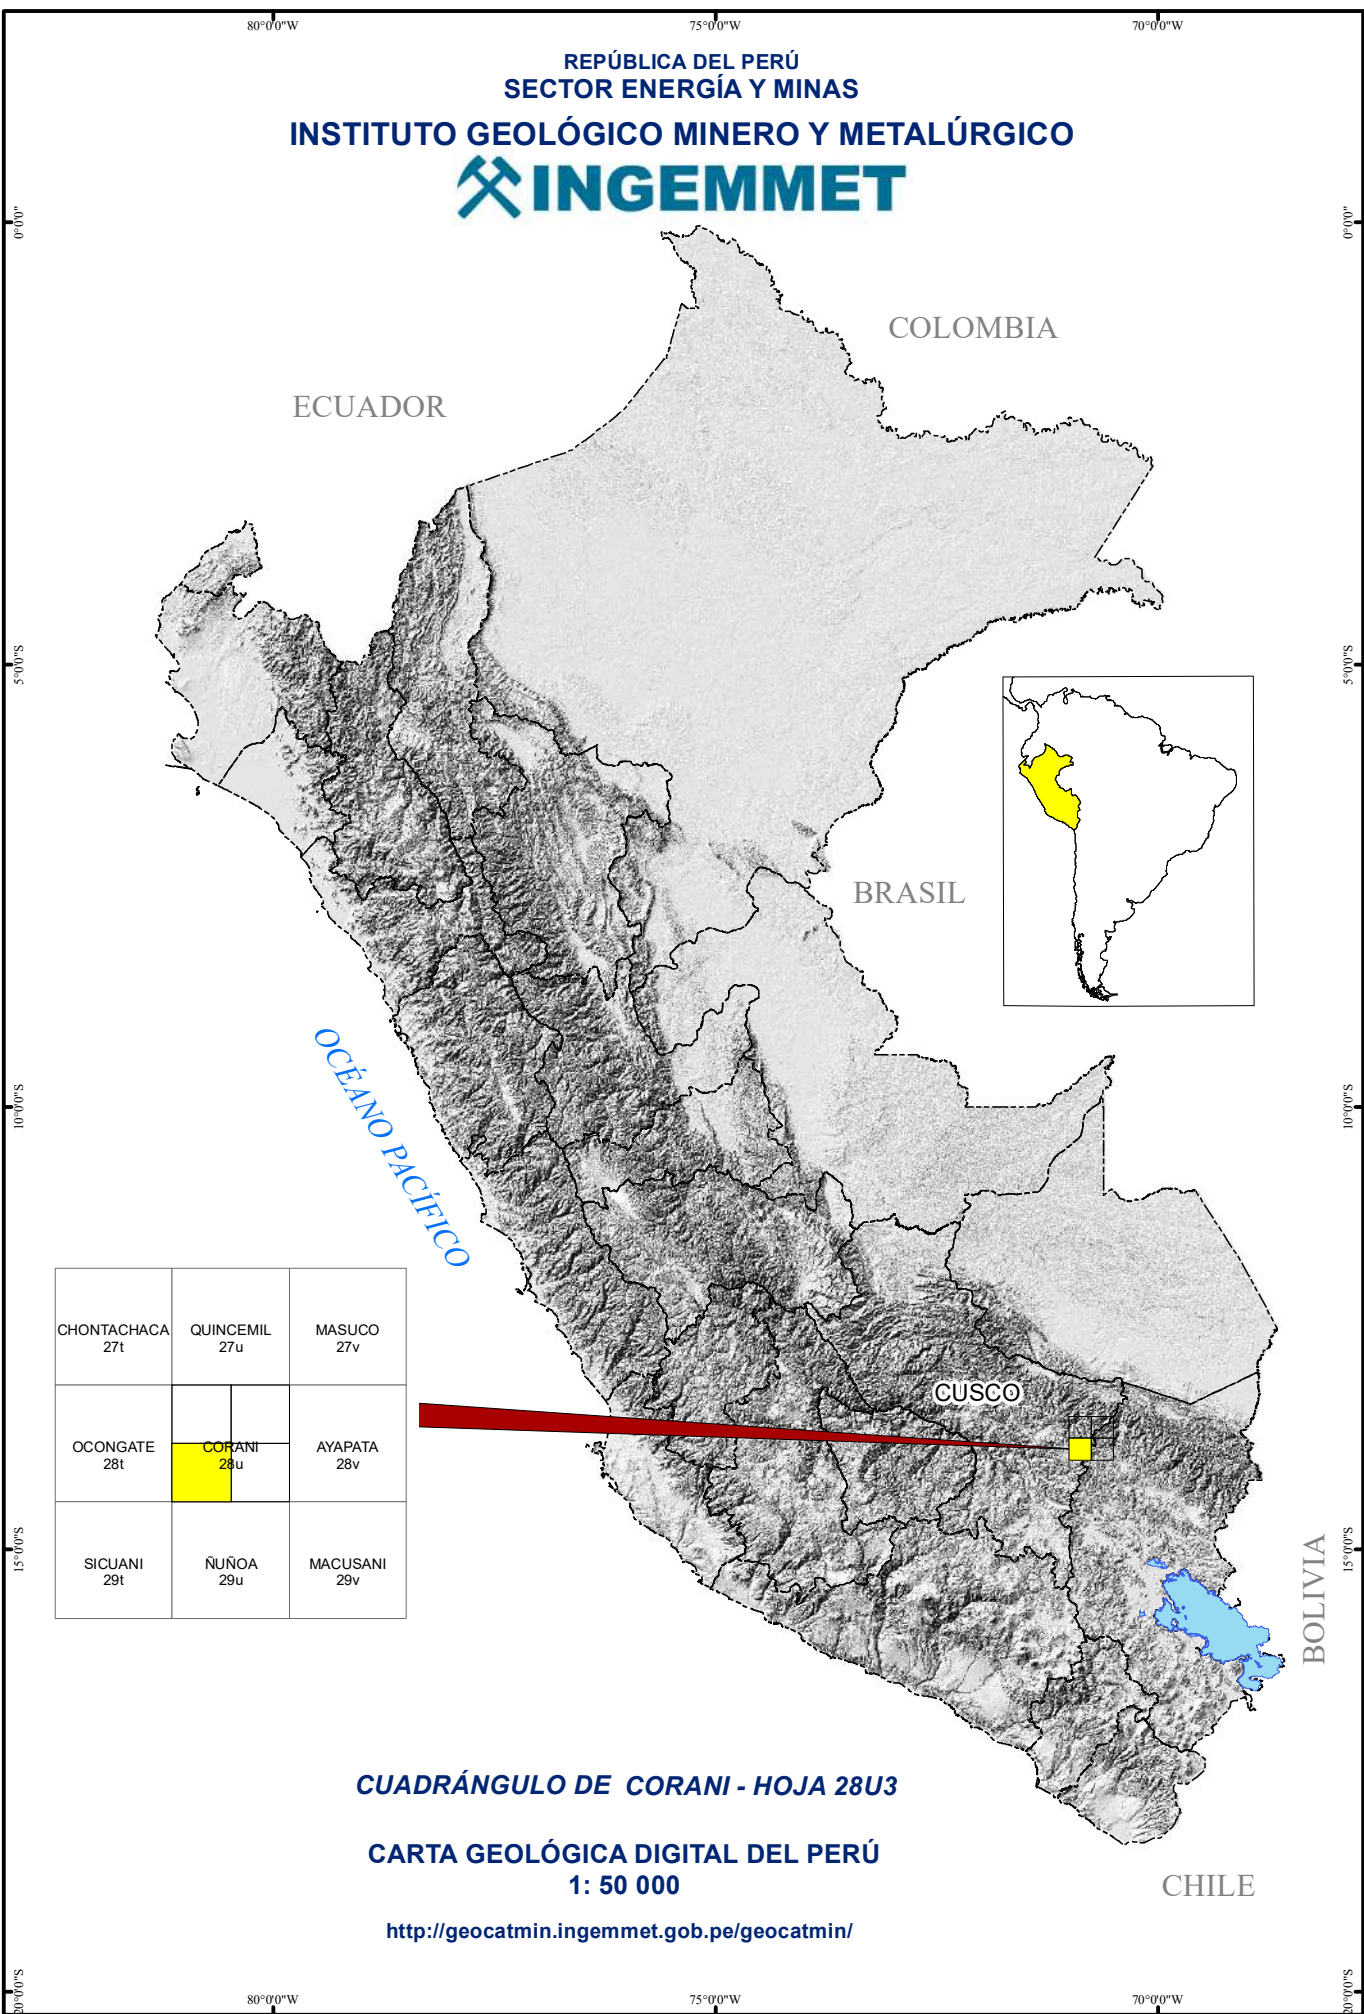 80°0'0"W
75°0'0"W
70°0'0"W
REPÚBLICA DEL PERÚ
SECTOR ENERGÍA Y MINAS
INSTITUTO GEOLÓGICO MINERO Y METALÚRGICO
INGEMMET
0°0'0"
0°0'0"
COLOMBIA
ECUADOR
5°0'0"S
5°0'0"S
BRASIL
OCÉANO PACÍFICO
10°0'0"S
10°0'0"S
CHONTACHACA
27t
QUINCEMIL
27u
MASUCO
27v
OCONGATE
28t
CORANI
28u
AYAPATA
28v
SICUANI
29t
ÑUÑOA
29u
MACUSANI
29v
CUSCO
15°0'0"S
15°0'0"S
BOLIVIA
CUADRÁNGULO DE CORANI - HOJA 28U3
CARTA GEOLÓGICA DIGITAL DEL PERÚ
1: 50 000
CHILE
http://geocatmin.ingemmet.gob.pe/geocatmin/
20°0'0"S
20°0'0"S
80°0'0"W
75°0'0"W
70°0'0"W